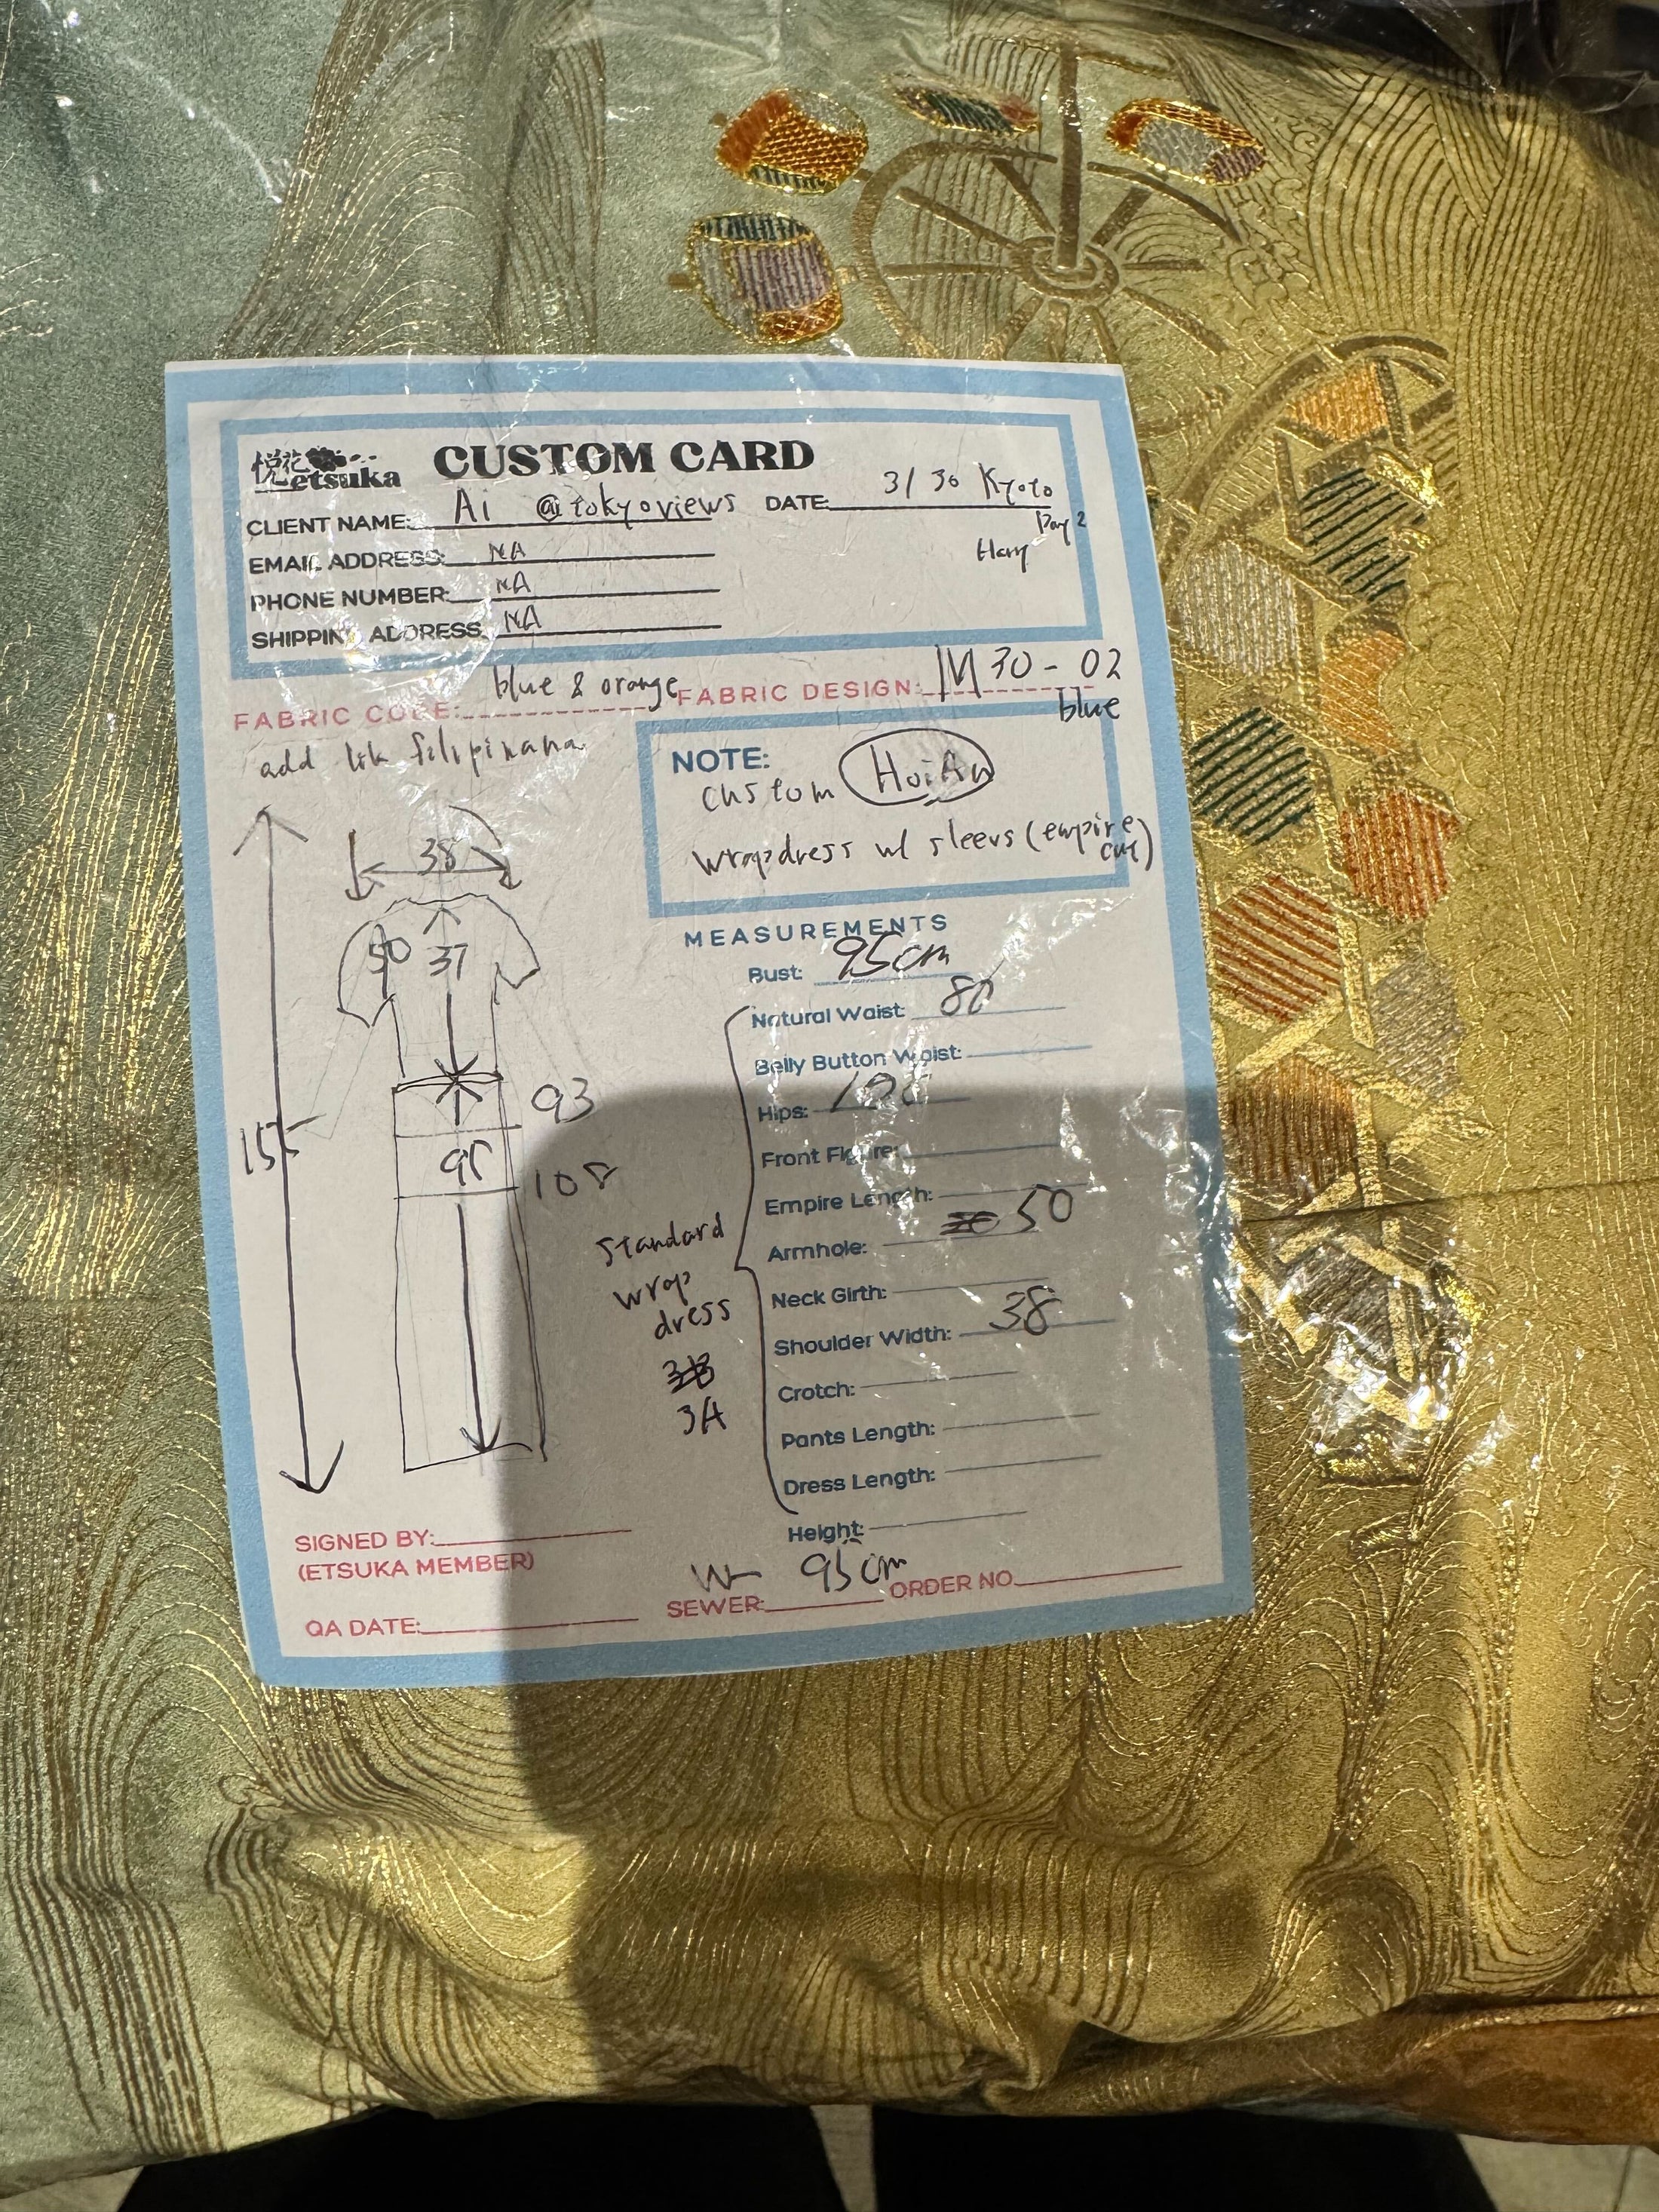 悦花
etsuka
CUSTOM CARD
CLIENT NAME: Ai @tokyoviews DATE: 3/30 Kyoto
Day 2
EMAIL ADDRESS: NA
PHONE NUMBER: NA
SHIPPING ADDRESS NA
FABRIC CODE: blue & orange FABRIC DESIGN: M30-02
blue
add lik filipinana
NOTE:
custom HoiAn
wrapdress w/ sleevs (empire
cut)
38
50 37
93
155
98
108
standard
wrap
dress
3A
MEASUREMENTS
Bust: 95cm
Natural Waist: 80
Belly Button Waist:
Hips:
Front Figure:
Empire Length:
Armhole: 50
Neck Girth:
Shoulder Width: 38
Crotch:
Pants Length:
Dress Length:
Height:
95cm
SIGNED BY:
(ETSUKA MEMBER)
SEWER: ORDER NO
QA DATE: